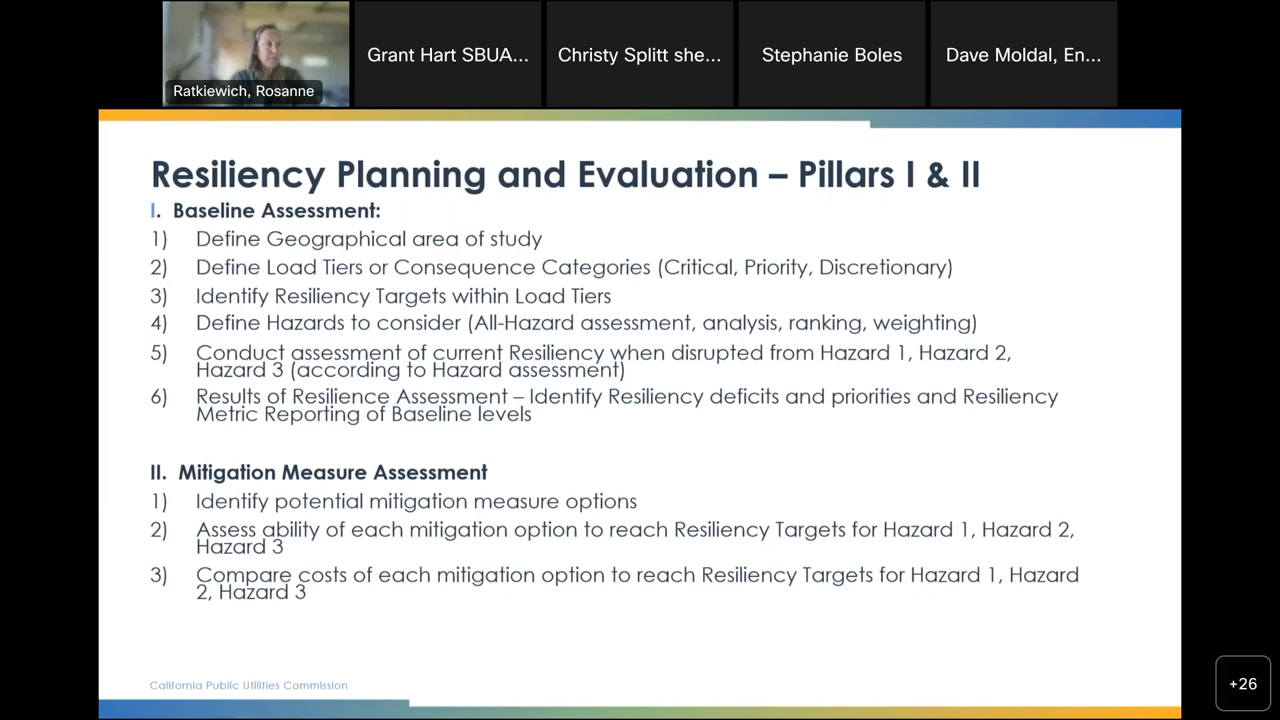 Ratkiewich, Rosanne
Grant Hart SBUA...
Christy Splitt she...
Stephanie Boles
Dave Moldal, En...
Resiliency Planning and Evaluation – Pillars I & II
I. Baseline Assessment:
1) Define Geographical area of study
2) Define Load Tiers or Consequence Categories (Critical, Priority, Discretionary)
3) Identify Resiliency Targets within Load Tiers
4) Define Hazards to consider (All-Hazard assessment, analysis, ranking, weighting)
5) Conduct assessment of current Resiliency when disrupted from Hazard 1, Hazard 2,
Hazard 3 (according to Hazard assessment)
6) Results of Resilience Assessment – Identify Resiliency deficits and priorities and Resiliency
Metric Reporting of Baseline levels
II. Mitigation Measure Assessment
1) Identify potential mitigation measure options
2) Assess ability of each mitigation option to reach Resiliency Targets for Hazard 1, Hazard 2,
Hazard 3
3) Compare costs of each mitigation option to reach Resiliency Targets for Hazard 1, Hazard
2, Hazard 3
California Public Utilities Commission
+26